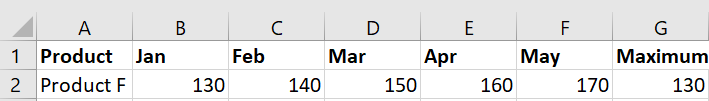 A B C D E F G
1 Product Jan Feb Mar Apr May Maximum
2 Product F 130 140 150 160 170 130